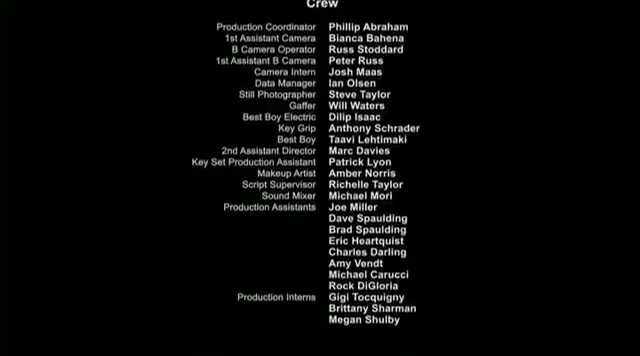 Crew
Production Coordinator Phillip Abraham
1st Assistant Camera Bianca Bahena
B Camera Operator Russ Stoddard
1st Assistant B Camera Peter Russ
Camera Intern Josh Maas
Data Manager Ian Olsen
Still Photographer Steve Taylor
Gaffer Will Waters
Best Boy Electric Dilip Isaac
Key Grip Anthony Schrader
Best Boy Taavi Lehtimaki
2nd Assistant Director Marc Davies
Key Set Production Assistant Patrick Lyon
Makeup Artist Amber Norris
Script Supervisor Richelle Taylor
Sound Mixer Michael Mori
Production Assistants Joe Miller
Dave Spaulding
Brad Spaulding
Eric Heartquist
Charles Darling
Amy Vendt
Michael Carucci
Rock DiGloria
Production Interns Gigi Tocquigny
Brittany Sharman
Megan Shulby